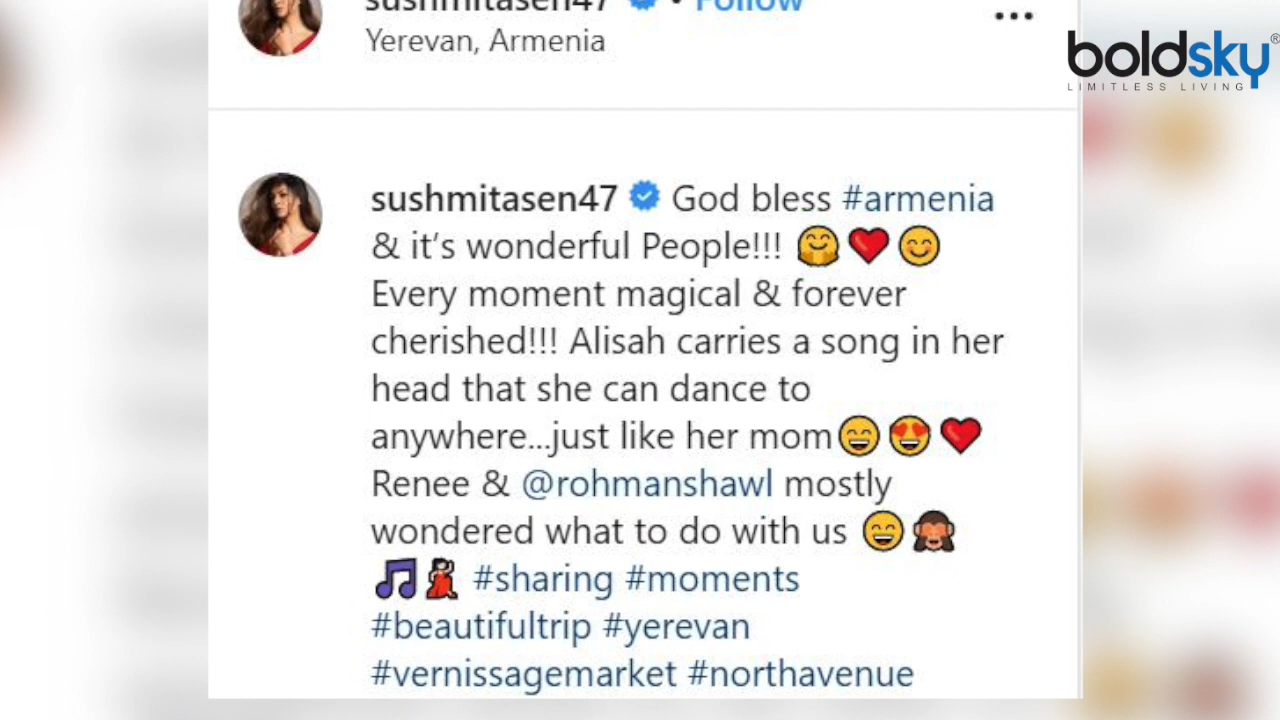 sushmitasen47 • Follow
Yerevan, Armenia
boldsky®
LIMITLESS LIVING
sushmitasen47 God bless #armenia
& it's wonderful People!!! 🤗❤️😊
Every moment magical & forever
cherished!!! Alisah carries a song in her
head that she can dance to
anywhere...just like her mom😄😍❤️
Renee & @rohmanshawl mostly
wondered what to do with us 😄🙈
🎵💃 #sharing #moments
#beautifultrip #yerevan
#vernissagemarket #northavenue